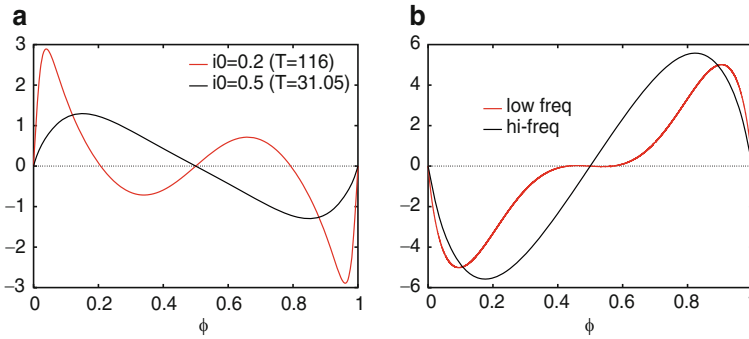 a
3
2
1
0
−1
−2
−3
i0=0.2 (T=116)
i0=0.5 (T=31.05)
0 0.2 0.4 0.6 0.8 1
ϕ
b
6
4
2
0
−2
−4
−6
low freq
hi-freq
0 0.2 0.4 0.6 0.8 1
ϕ